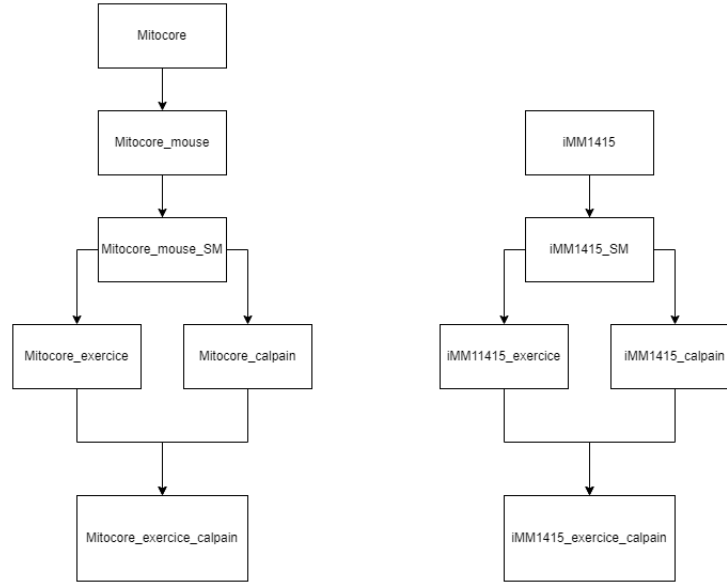 Mitocore
Mitocore_mouse
iMM1415
Mitocore_mouse_SM
iMM1415_SM
Mitocore_exercice
Mitocore_calpain
iMM11415_exercice
iMM1415_calpain
Mitocore_exercice_calpain
iMM1415_exercice_calpain